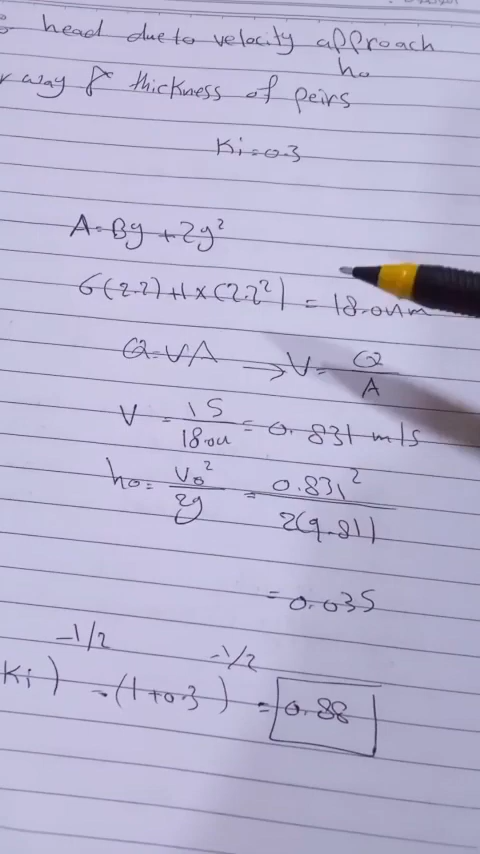 head due to velocity approach
ho
way & thickness of peirs
Ki=0.3
A=By+Zy²
6(2.2)+1×(2.2²)=18.04m
Q=VA → V=Q/A
V=15/18.04=0.831 m/s
ho=Vo²/2g=0.831²/2(9.81)
=0.035
Ki)^-1/2=(1+0.3)^-1/2=0.88